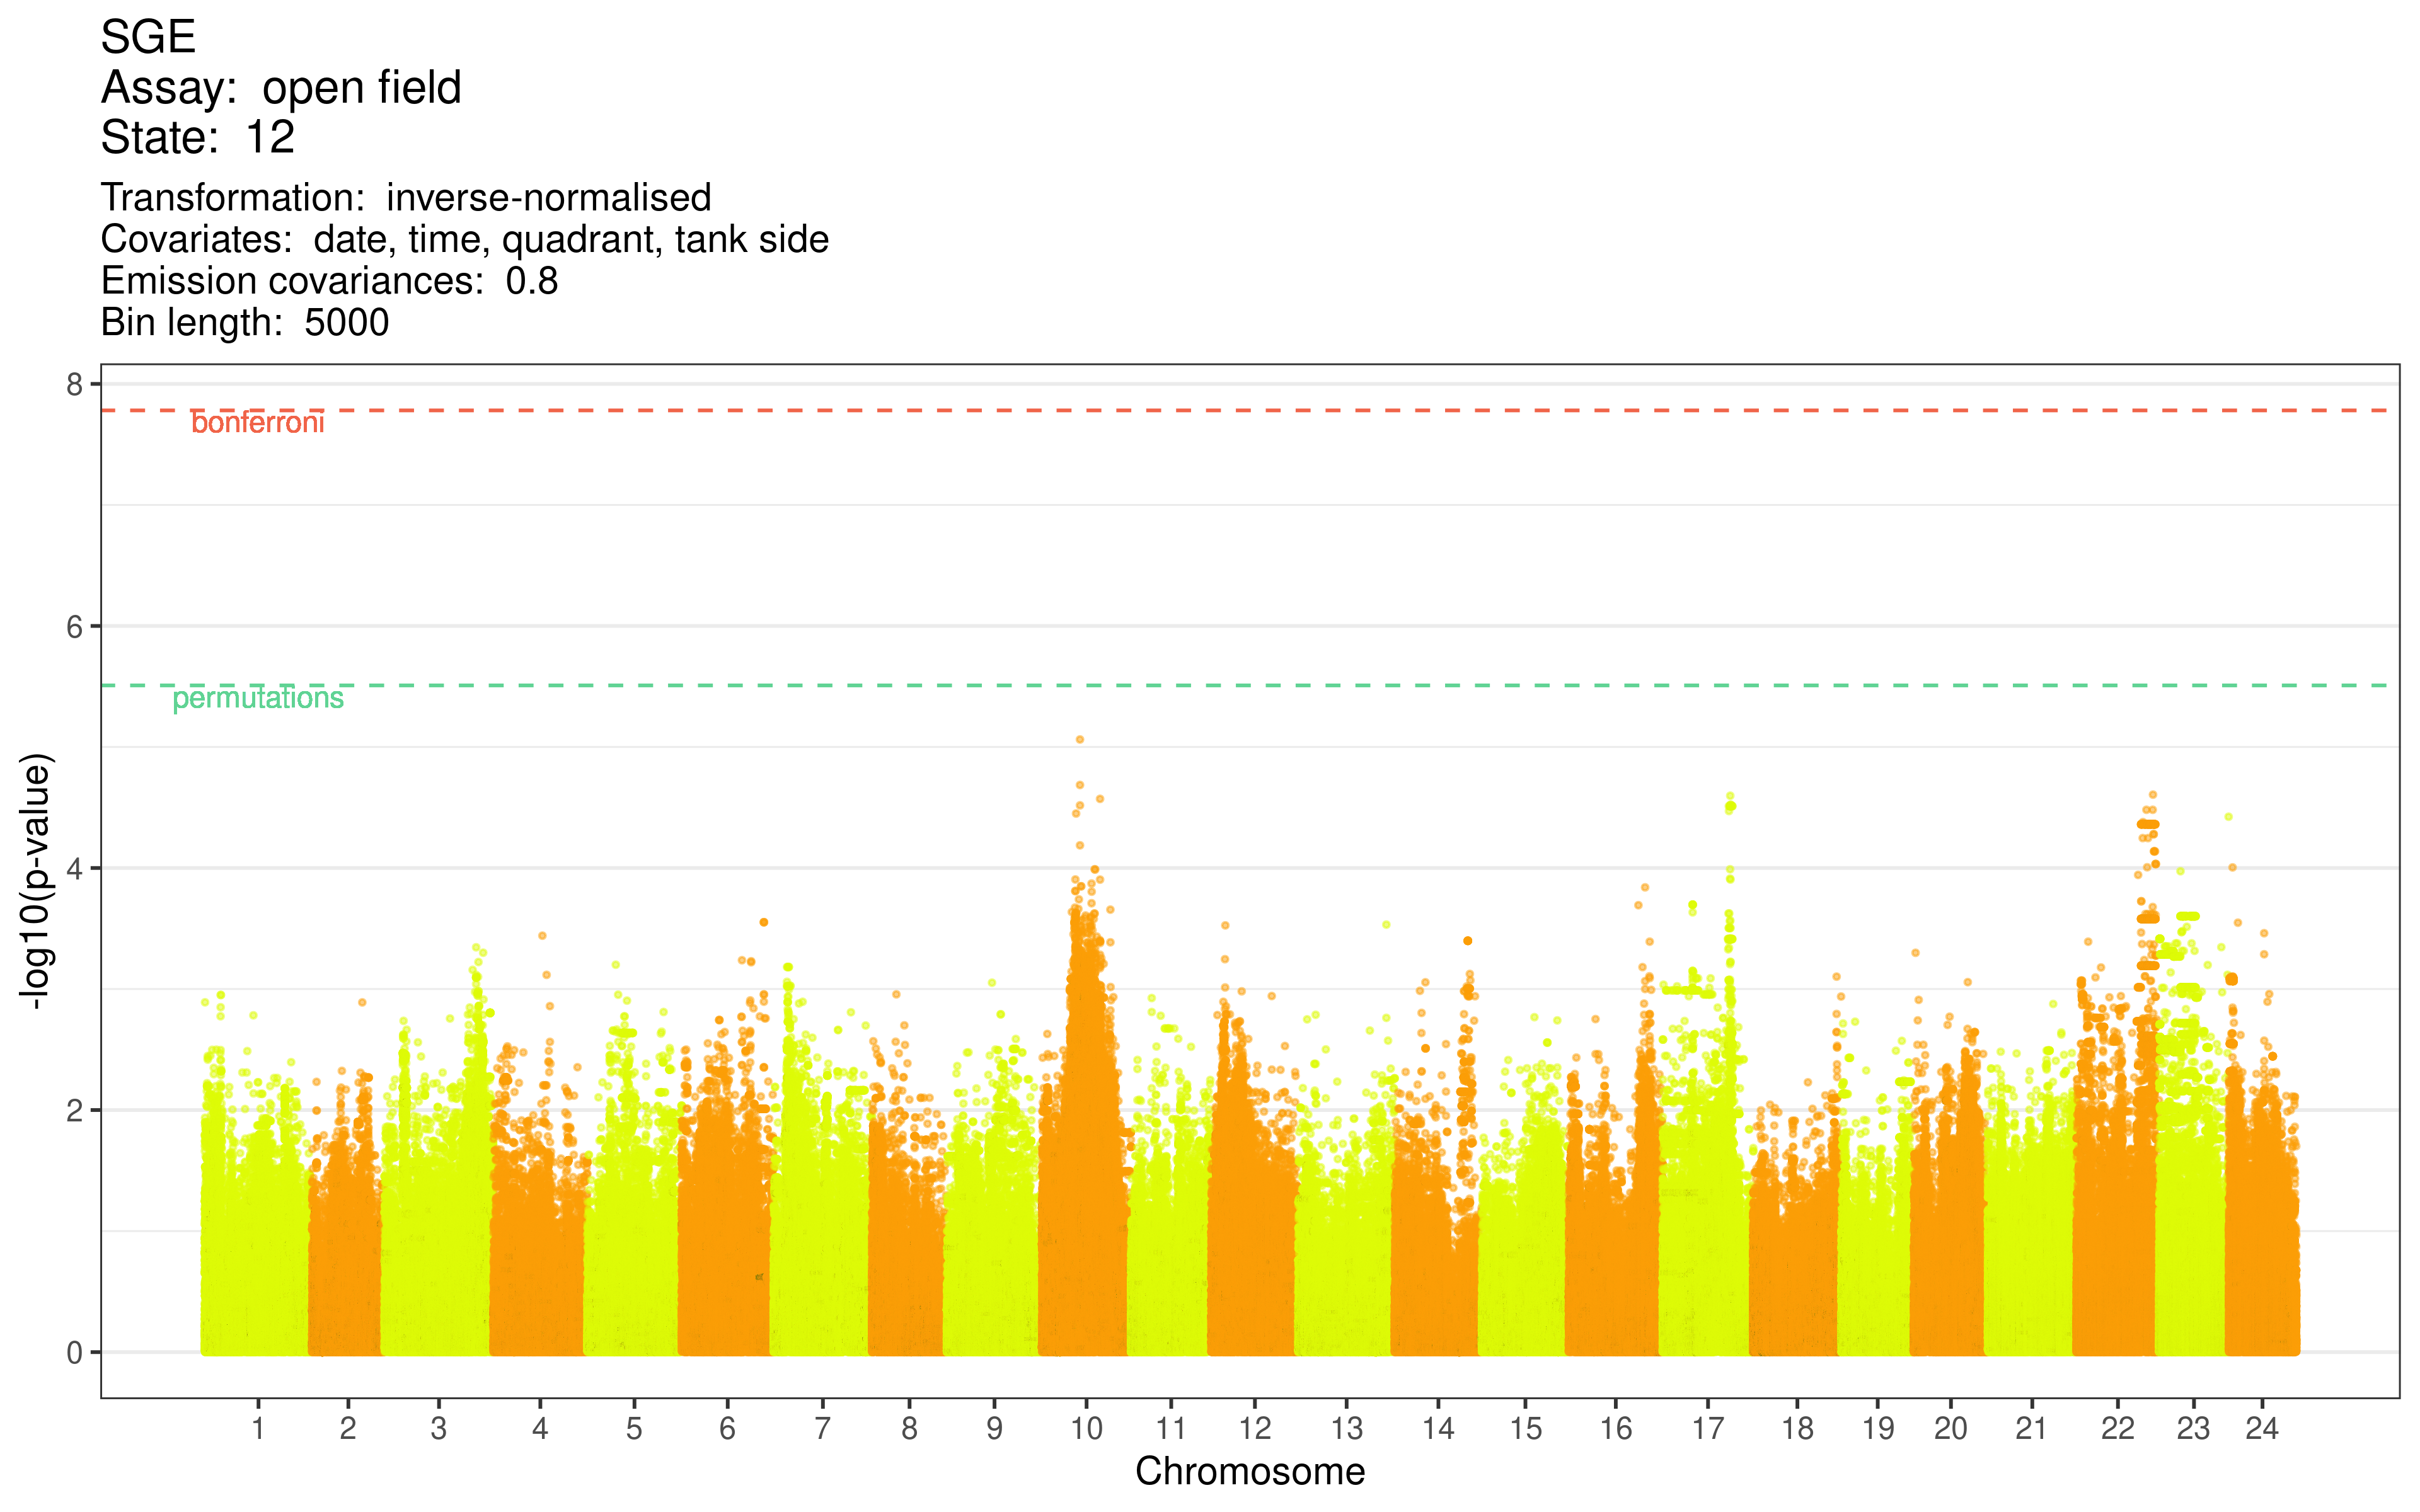 SGE
Assay:  open field
State:  12
Transformation:  inverse-normalised
Covariates:  date, time, quadrant, tank side
Emission covariances:  0.8
Bin length:  5000
8
bonferroni
6
permutations
4
2
0
-log10(p-value)
1 2 3 4 5 6 7 8 9 10 11 12 13 14 15 16 17 18 19 20 21 22 23 24
Chromosome